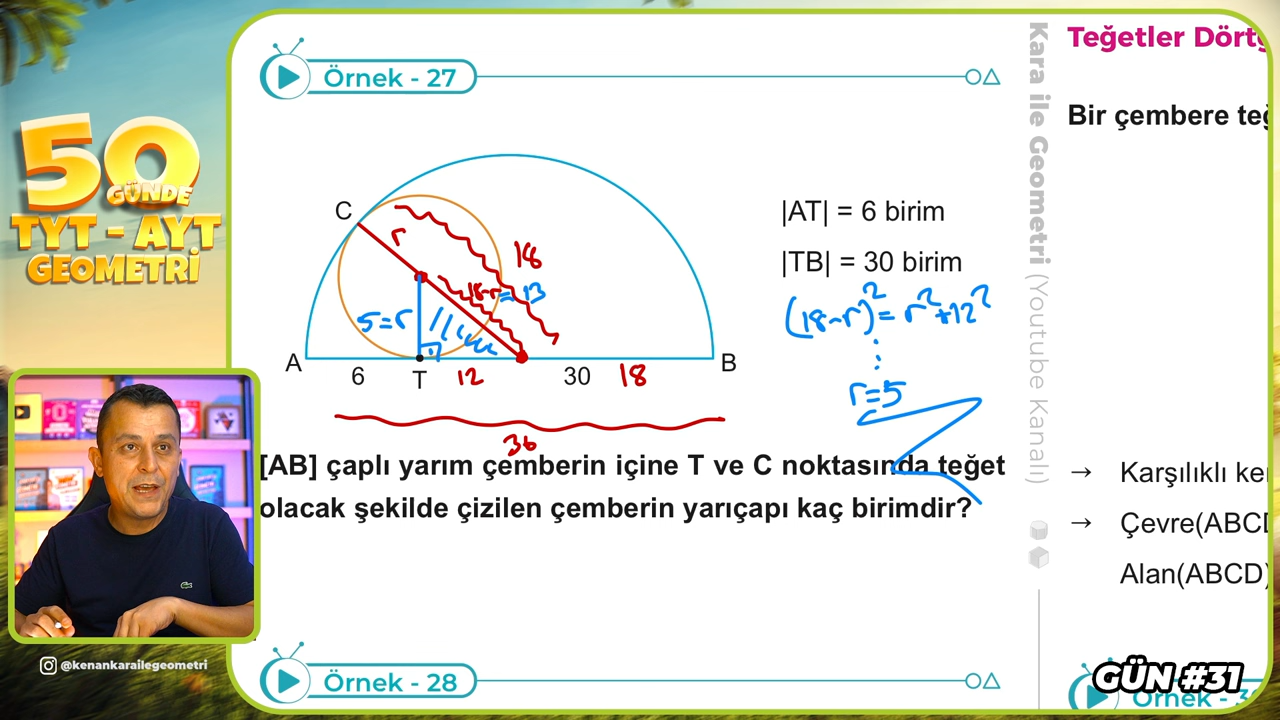 50
GÜNDE
TYT - AYT
GEOMETRİ
Örnek - 27
C
r
18
18-r = 13
5=r
A
6
T
12
30
18
B
36
|AT| = 6 birim
|TB| = 30 birim
(18-r)² = r² + 12²
r=5
[AB] çaplı yarım çemberin içine T ve C noktasında teğet
olacak şekilde çizilen çemberin yarıçapı kaç birimdir?
Örnek - 28
Kara ile Geometri (Youtube Kanalı)
Teğetler Dörtg
Bir çembere teğ
→ Karşılıklı ke
→ Çevre(ABCD
Alan(ABCD)
Örnek - 3
GÜN #31
@kenankarailegeometri